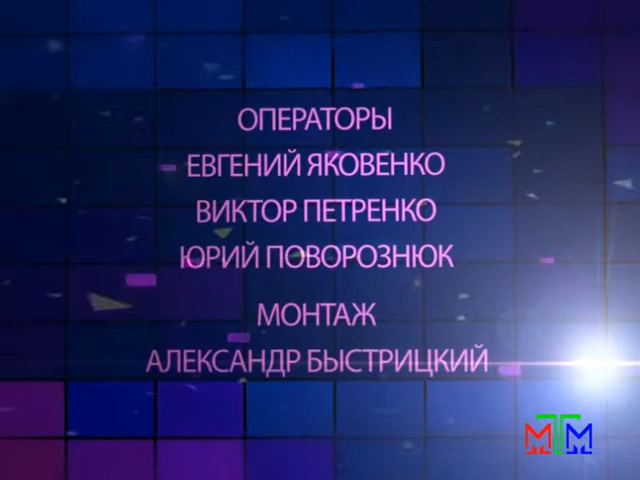 ОПЕРАТОРЫ
ЕВГЕНИЙ ЯКОВЕНКО
ВИКТОР ПЕТРЕНКО
ЮРИЙ ПОВОРОЗНЮК
МОНТАЖ
АЛЕКСАНДР БЫСТРИЦКИЙ
МТМ